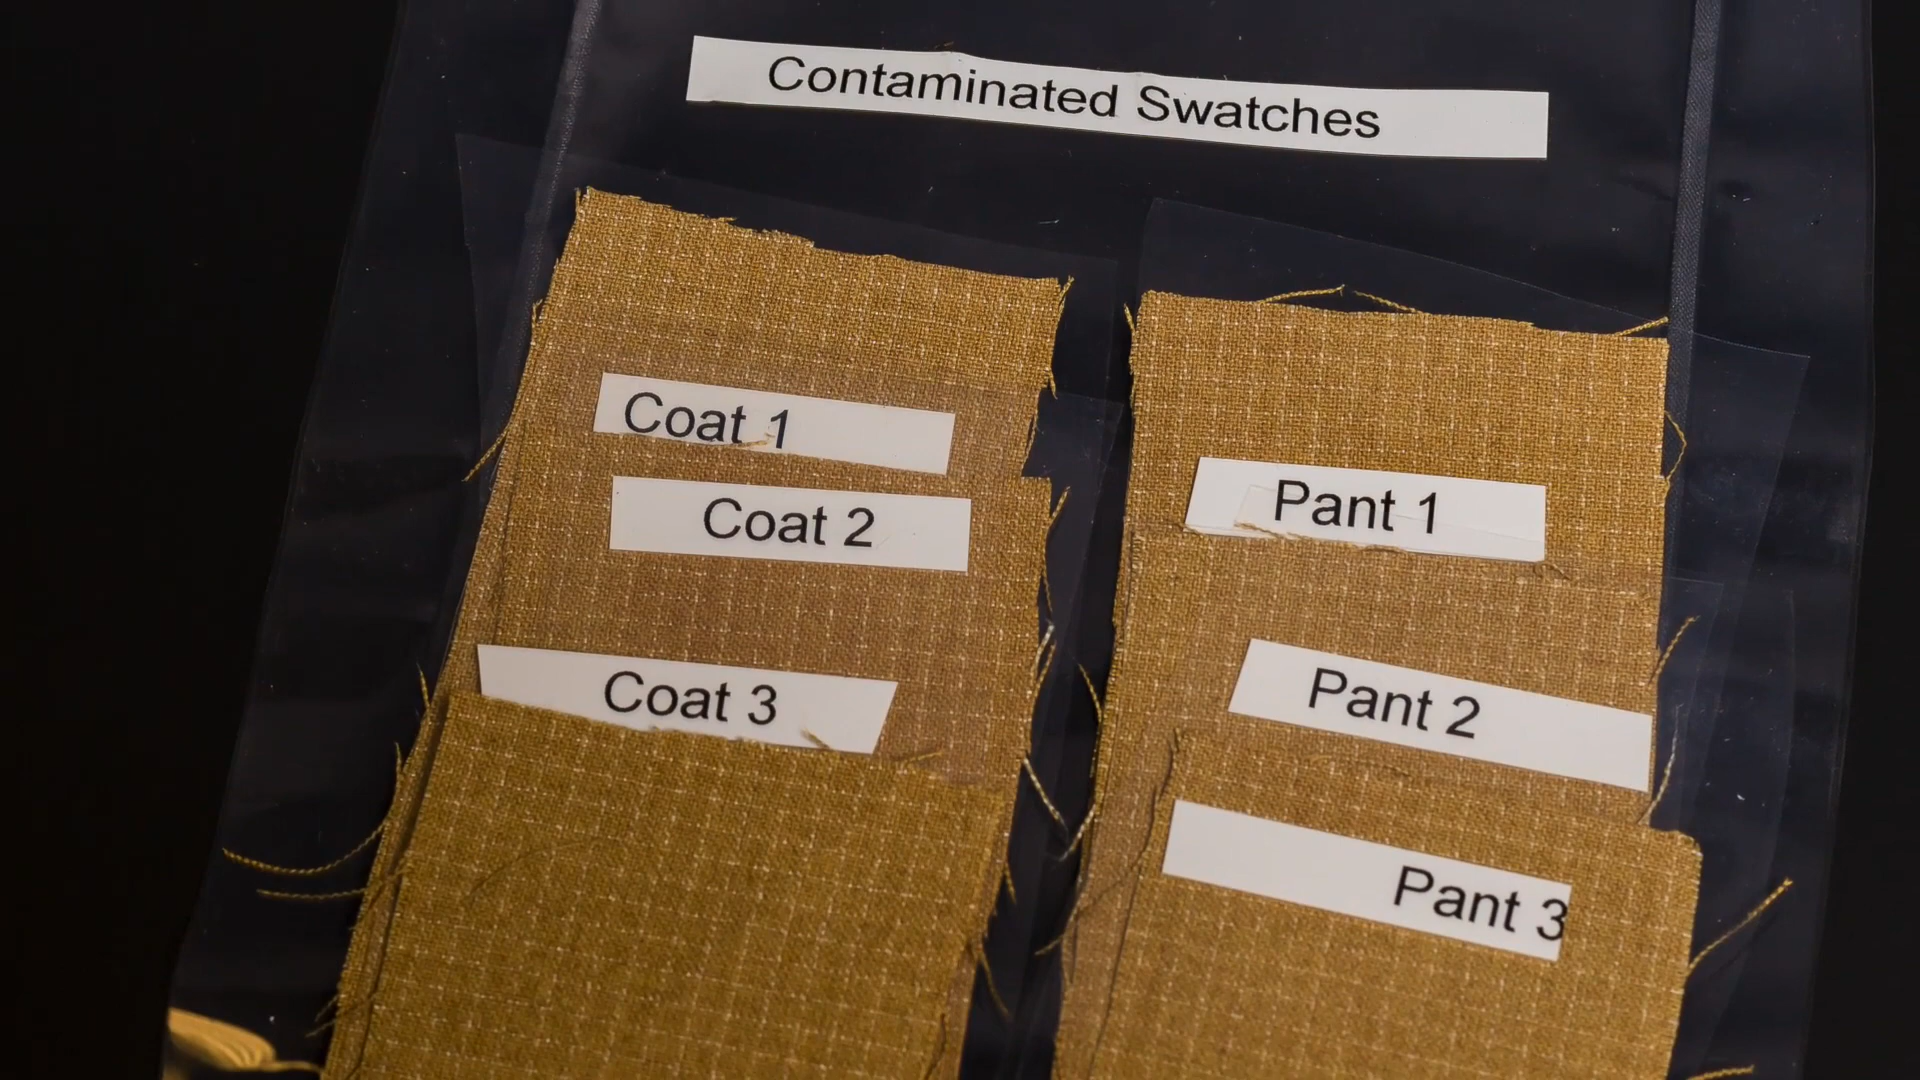 Contaminated Swatches
Coat 1
Coat 2
Coat 3
Pant 1
Pant 2
Pant 3